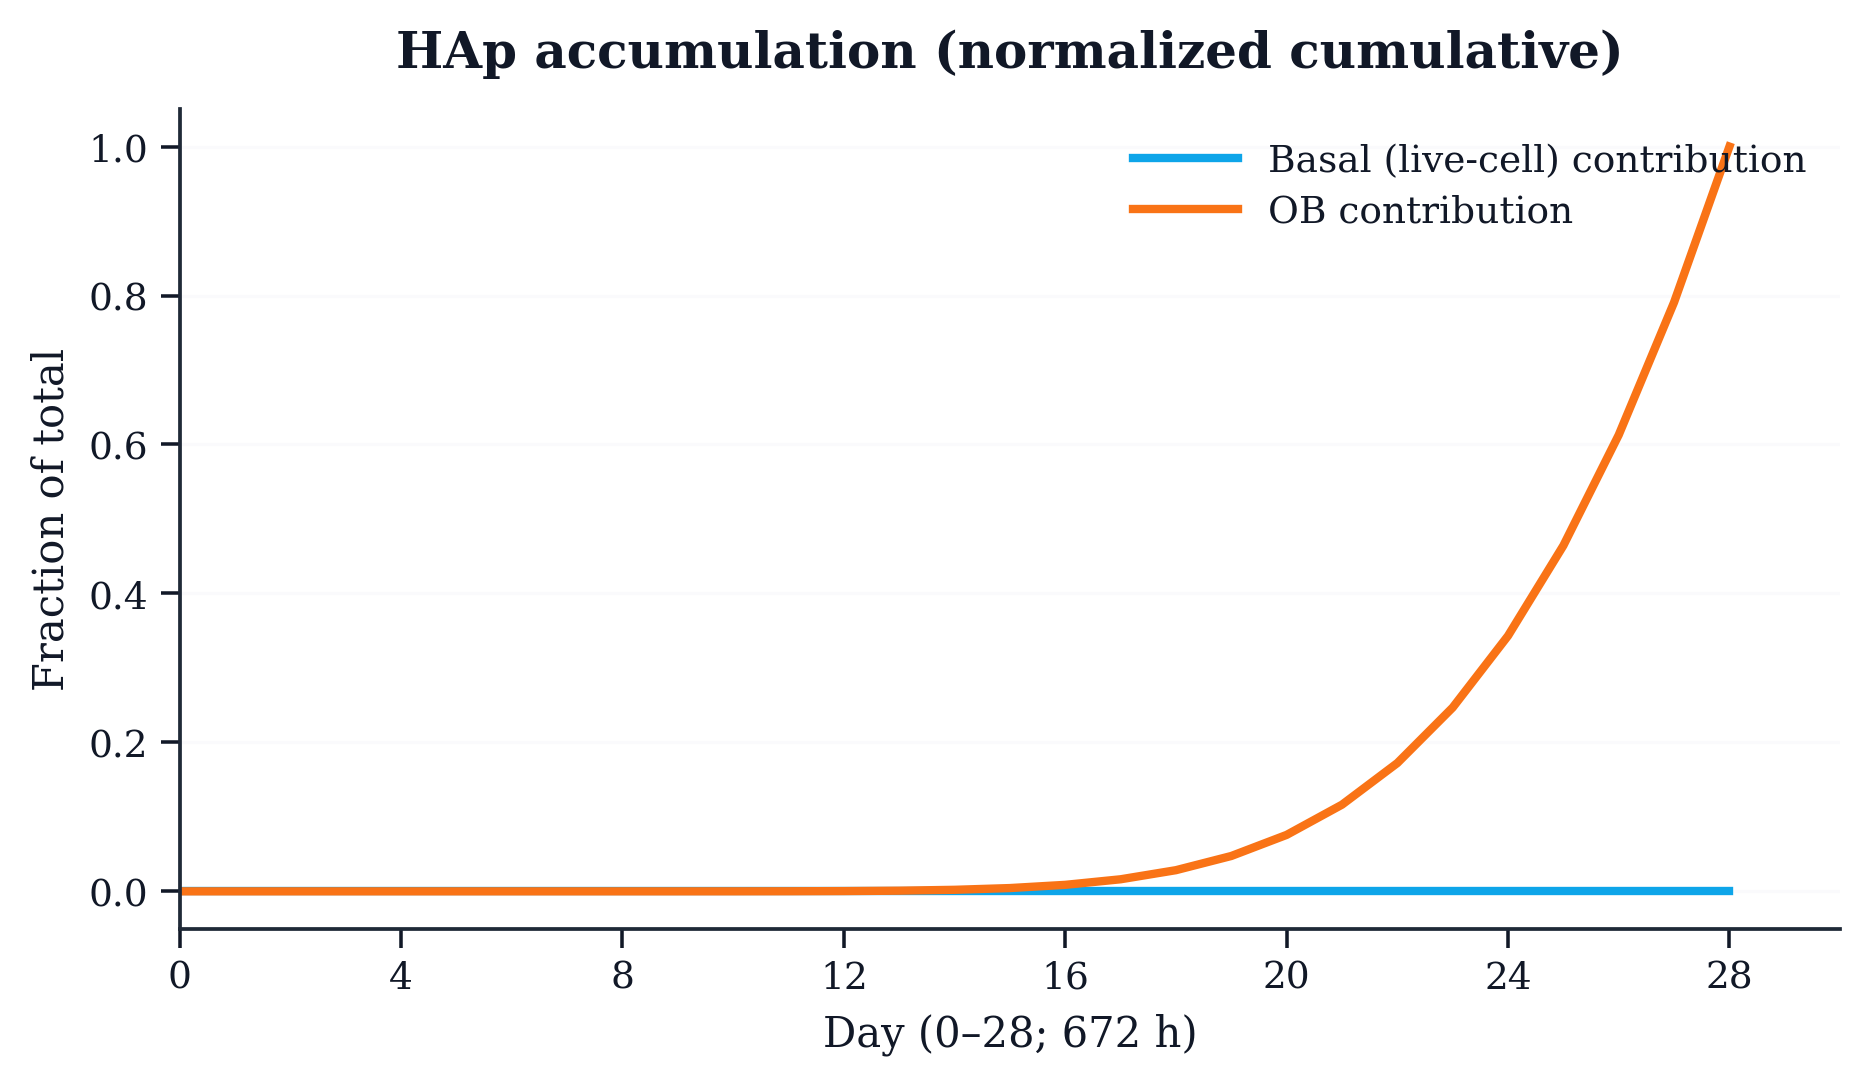 HAp accumulation (normalized cumulative)
Basal (live-cell) contribution
OB contribution
Fraction of total
1.0
0.8
0.6
0.4
0.2
0.0
0 4 8 12 16 20 24 28
Day (0–28; 672 h)